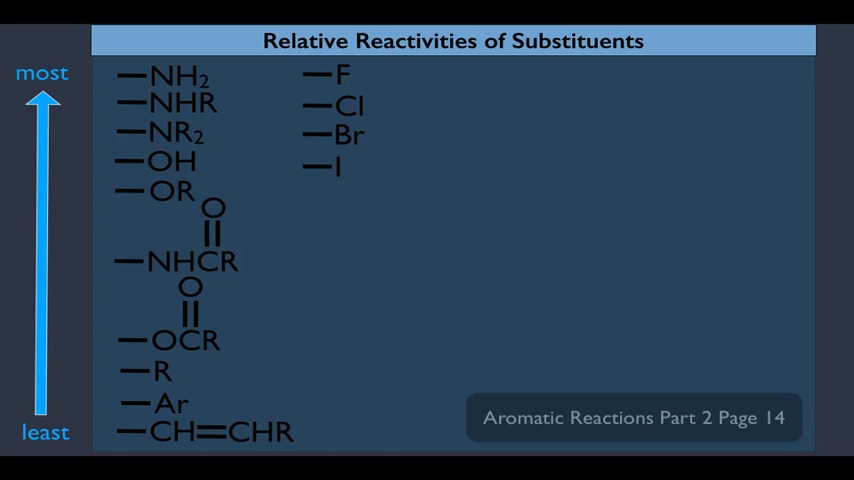 Relative Reactivities of Substituents
most
—NH₂
—NHR
—NR₂
—OH
—OR
O
—NHCR
O
—OCR
—R
—Ar
—CH=CHR
least
—F
—Cl
—Br
—I
Aromatic Reactions Part 2 Page 14